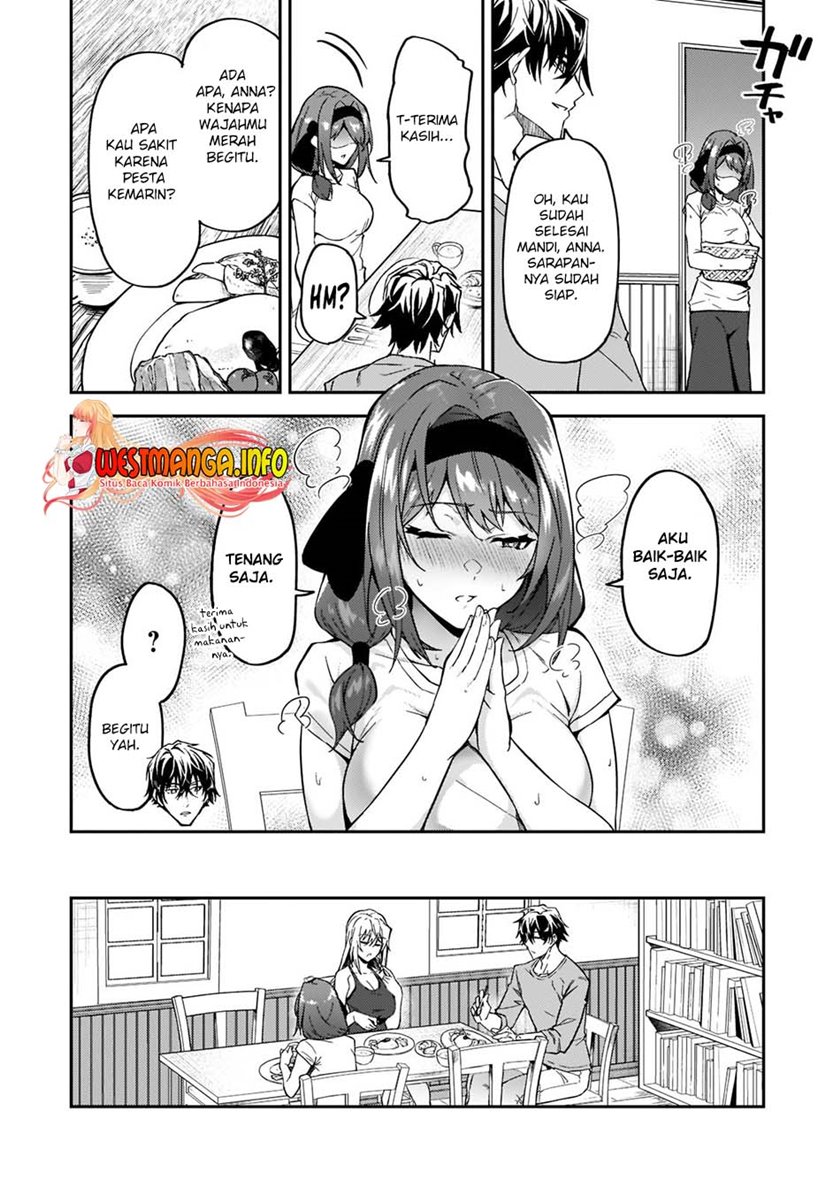 ガチャ
OH, KAU
SUDAH
SELESAI
MANDI, ANNA.
SARAPAN-
NYA SUDAH
SIAP.
T-TERIMA
KASIH...
HM?
ADA
APA, ANNA?
KENAPA
WAJAHMU
MERAH
BEGITU.
APA
KAU SAKIT
KARENA
PESTA
KEMARIN?
WESTMANGA.INFO
Situs Baca Komik Berbahasa Indonesia
AKU
BAIK-BAIK
SAJA.
TENANG
SAJA.
terima
kasih untuk
makanan-
nya.
?
BEGITU
YAH.